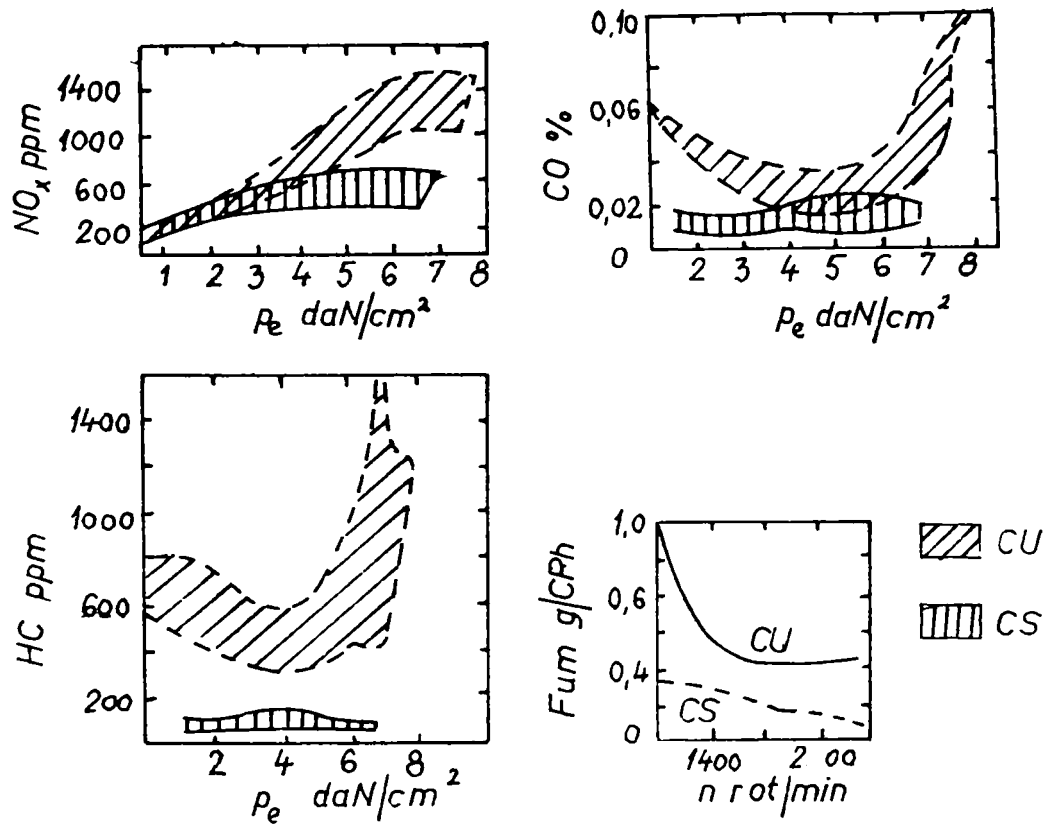 NOx ppm
1400
1000
600
200
1 2 3 4 5 6 7 8
pe daN/cm²
CO %
0,10
0,06
0,02
0
2 3 4 5 6 7 8
pe daN/cm²
HC ppm
1400
1000
600
200
2 4 6 8
pe daN/cm²
Fum g/CPh
1,0
0,6
0,4
0
CU
CS
1400 2 00
n rot/min
CU
CS